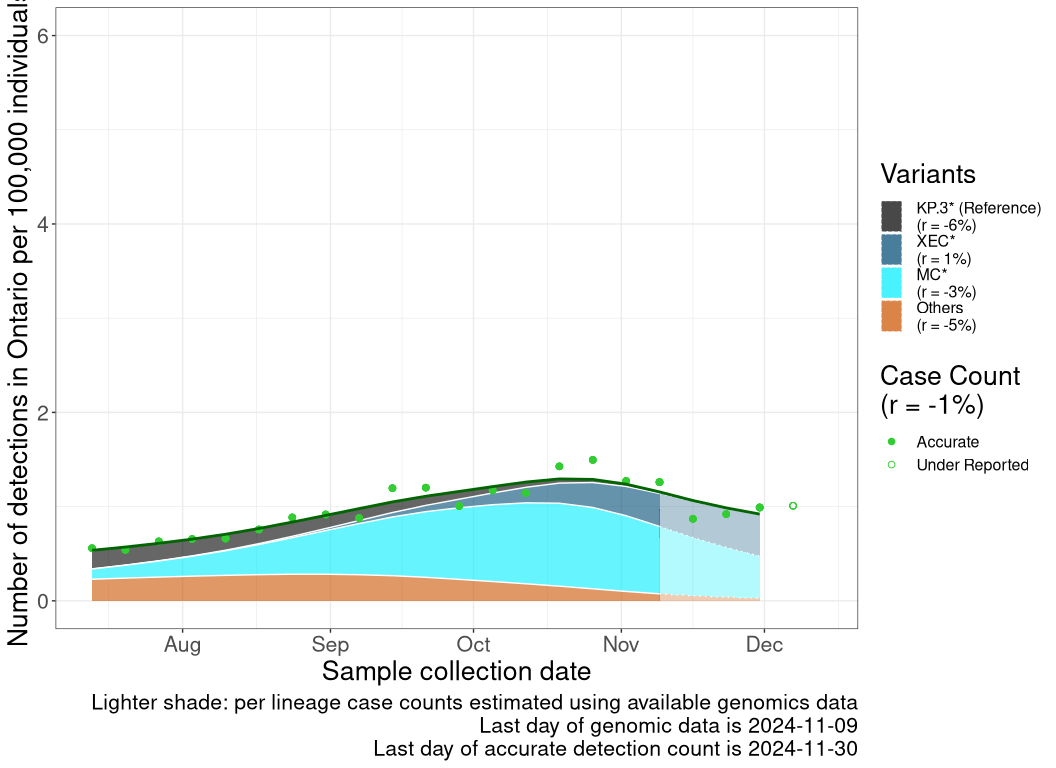 Number of detections in Ontario per 100,000 individuals
6
4
2
0
Aug Sep Oct Nov Dec
Sample collection date
Lighter shade: per lineage case counts estimated using available genomics data
Last day of genomic data is 2024-11-09
Last day of accurate detection count is 2024-11-30
Variants
KP.3* (Reference)
(r = -6%)
XEC*
(r = 1%)
MC*
(r = -3%)
Others
(r = -5%)
Case Count
(r = -1%)
Accurate
Under Reported